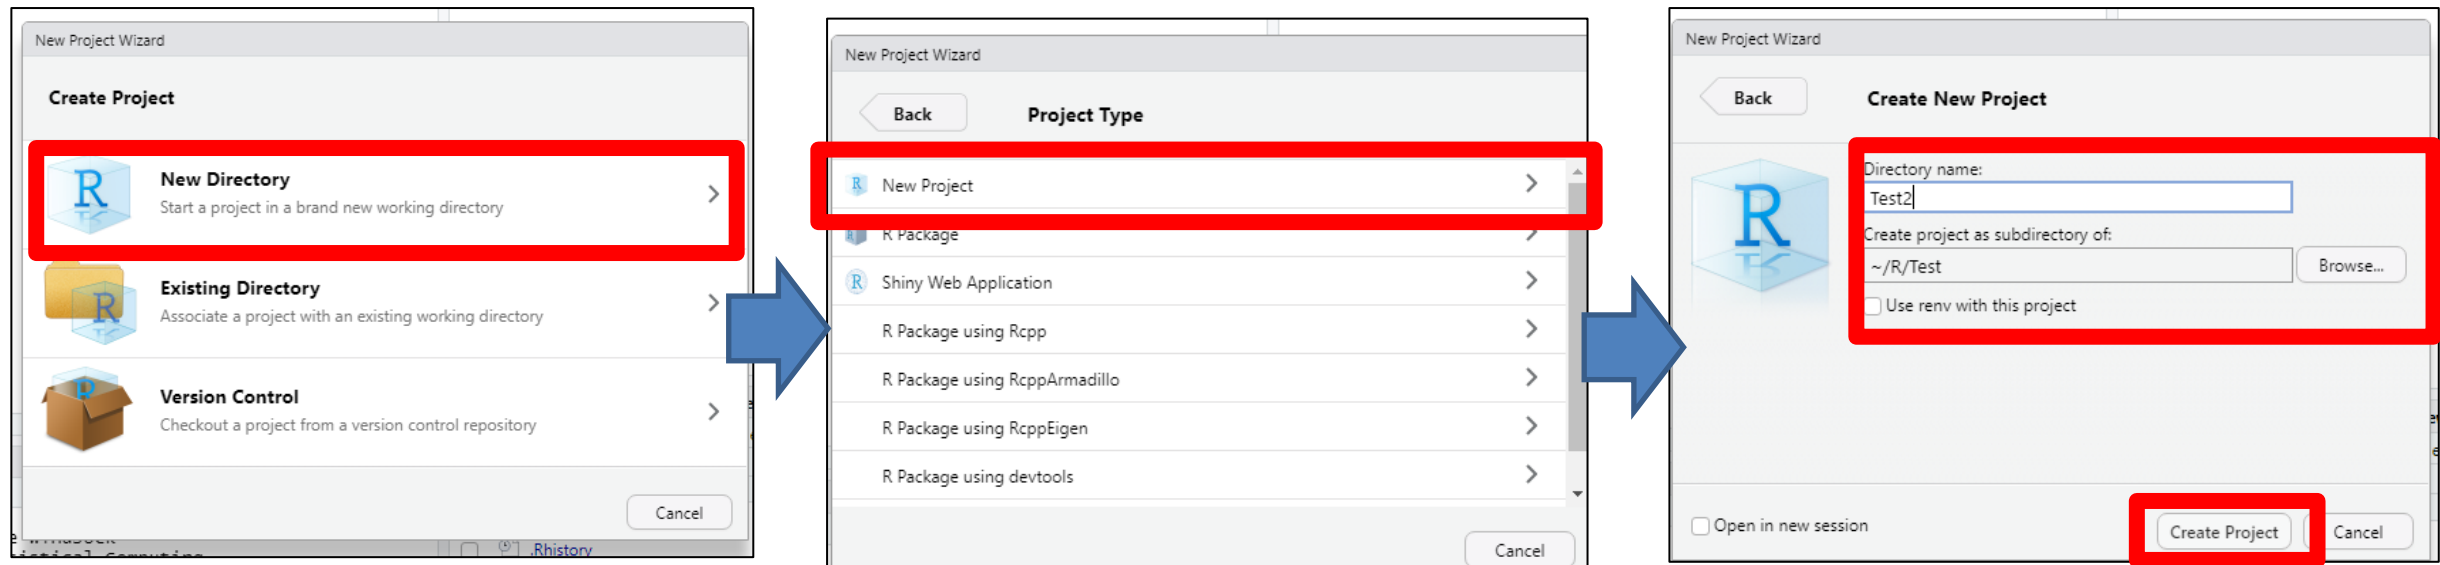 New Project Wizard
Create Project
R
New Directory
Start a project in a brand new working directory
R
Existing Directory
Associate a project with an existing working directory
R
Version Control
Checkout a project from a version control repository
Cancel
.Rhistory
New Project Wizard
Back
Project Type
R
New Project
R
R Package
R
Shiny Web Application
R Package using Rcpp
R Package using RcppArmadillo
R Package using RcppEigen
R Package using devtools
Cancel
New Project Wizard
Back
Create New Project
R
Directory name:
Test2
Create project as subdirectory of:
~/R/Test
Browse...
Use renv with this project
Open in new session
Create Project
Cancel